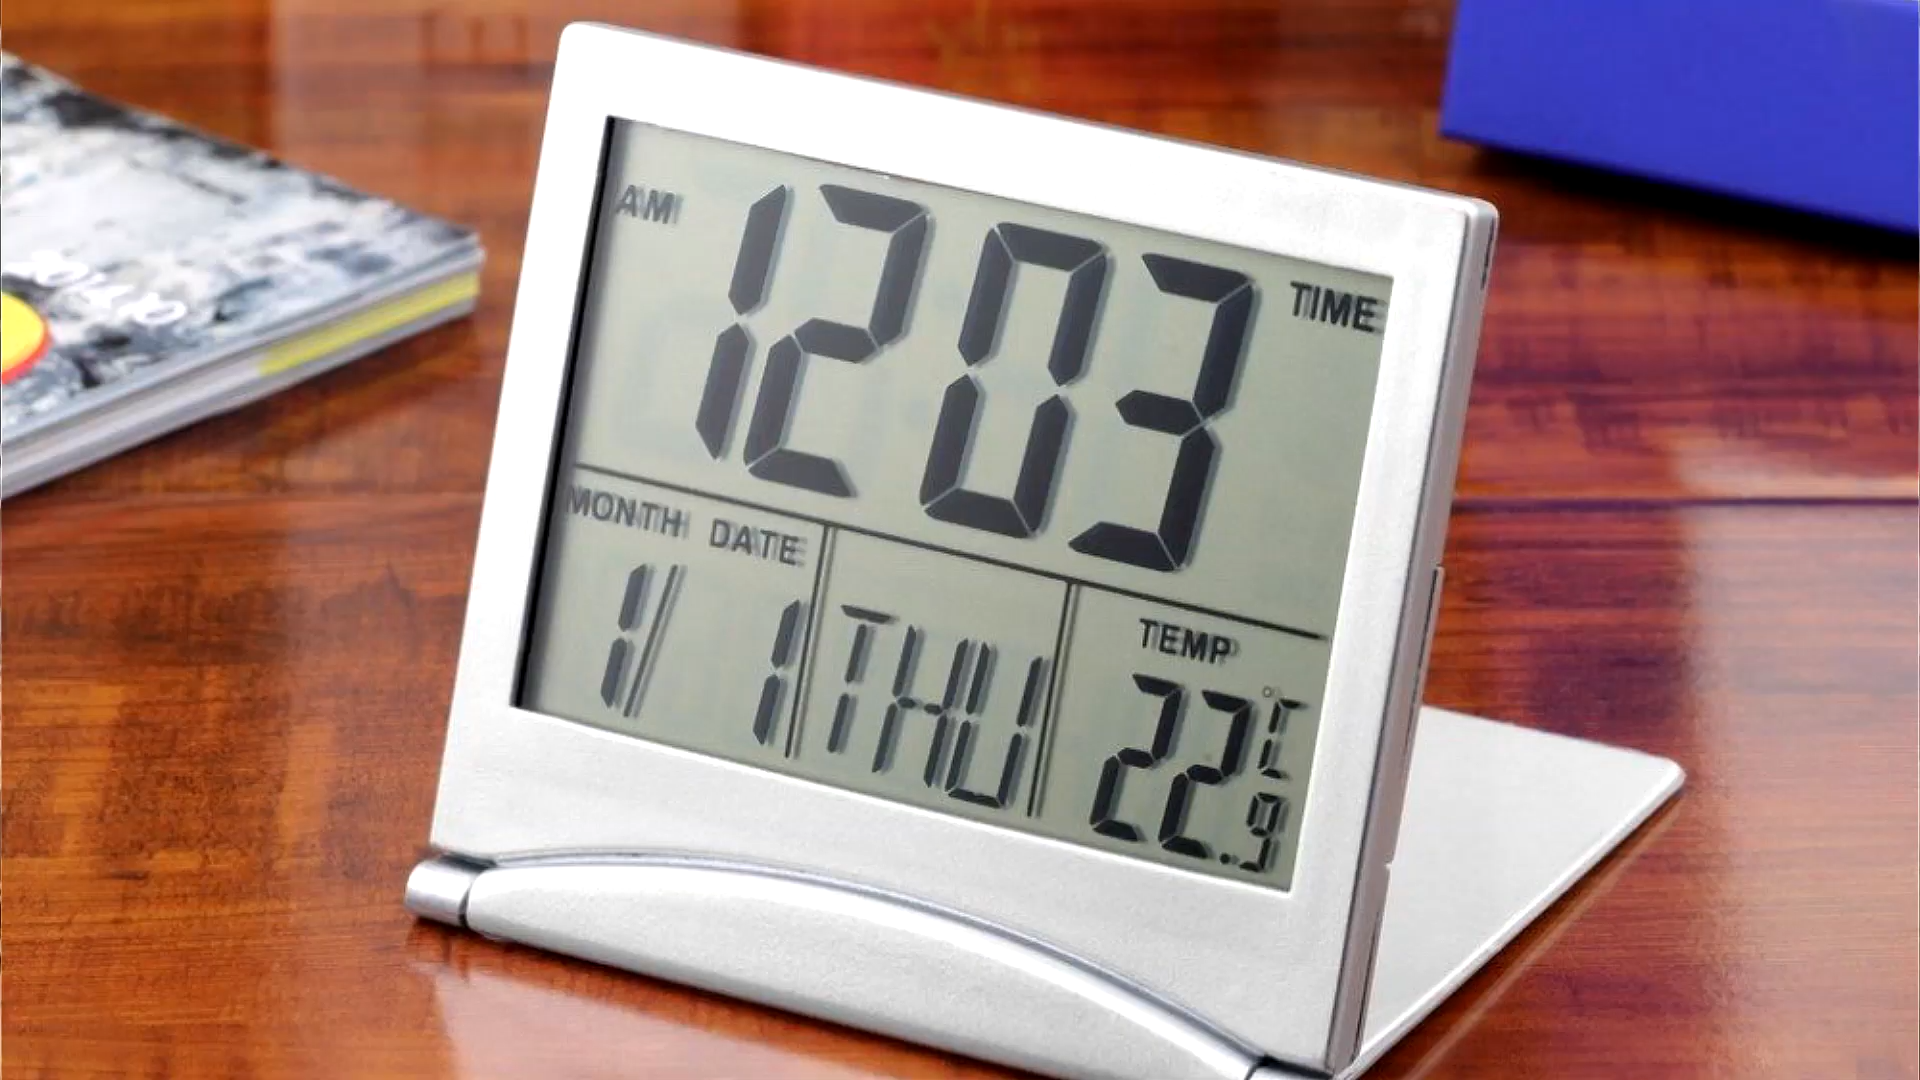 AM
1203 TIME
MONTH DATE
1/ 1 THU
TEMP
22.9 °C